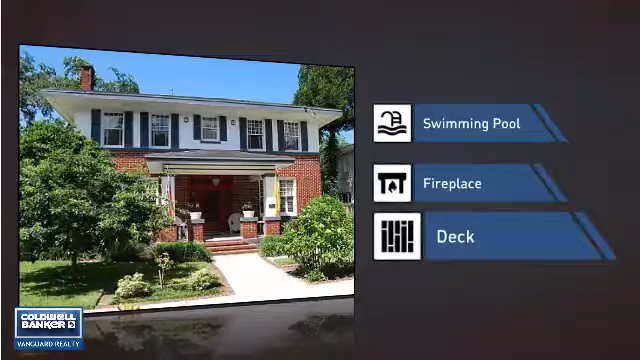 Swimming Pool
Fireplace
Deck
COLDWELL
BANKER
VANGUARD REALTY